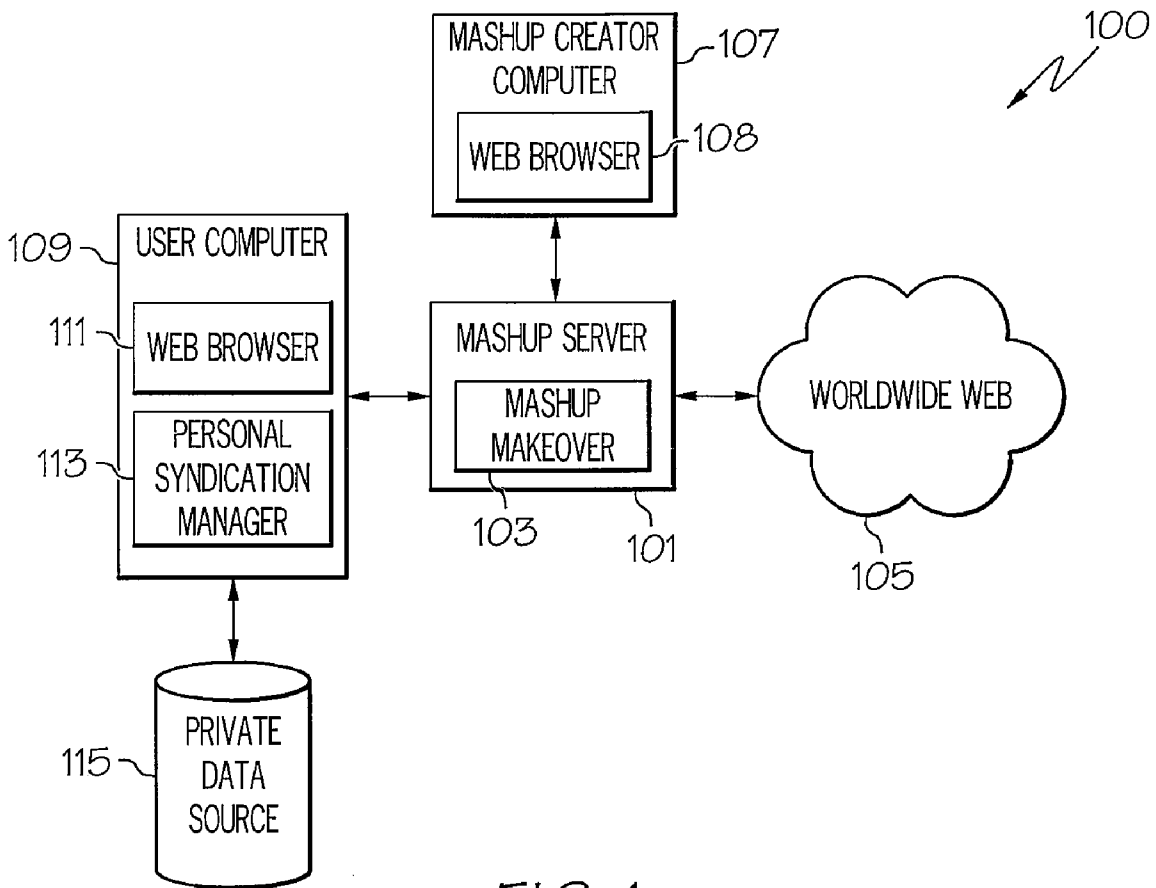 MASHUP CREATOR
COMPUTER
107
100
WEB BROWSER
108
109
USER COMPUTER
111
WEB BROWSER
MASHUP SERVER
MASHUP
MAKEOVER
WORLDWIDE WEB
113
PERSONAL
SYNDICATION
MANAGER
103
101
105
115
PRIVATE
DATA
SOURCE